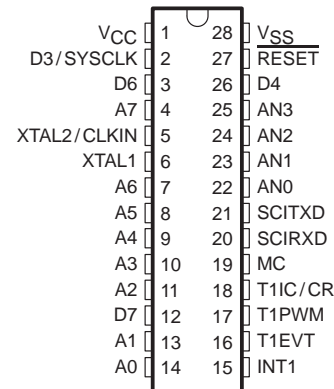 VCC 1 28 VSS
D3/SYSCLK 2 27 RESET
D6 3 26 D4
A7 4 25 AN3
XTAL2/CLKIN 5 24 AN2
XTAL1 6 23 AN1
A6 7 22 AN0
A5 8 21 SCITXD
A4 9 20 SCIRXD
A3 10 19 MC
A2 11 18 T1IC/CR
D7 12 17 T1PWM
A1 13 16 T1EVT
A0 14 15 INT1